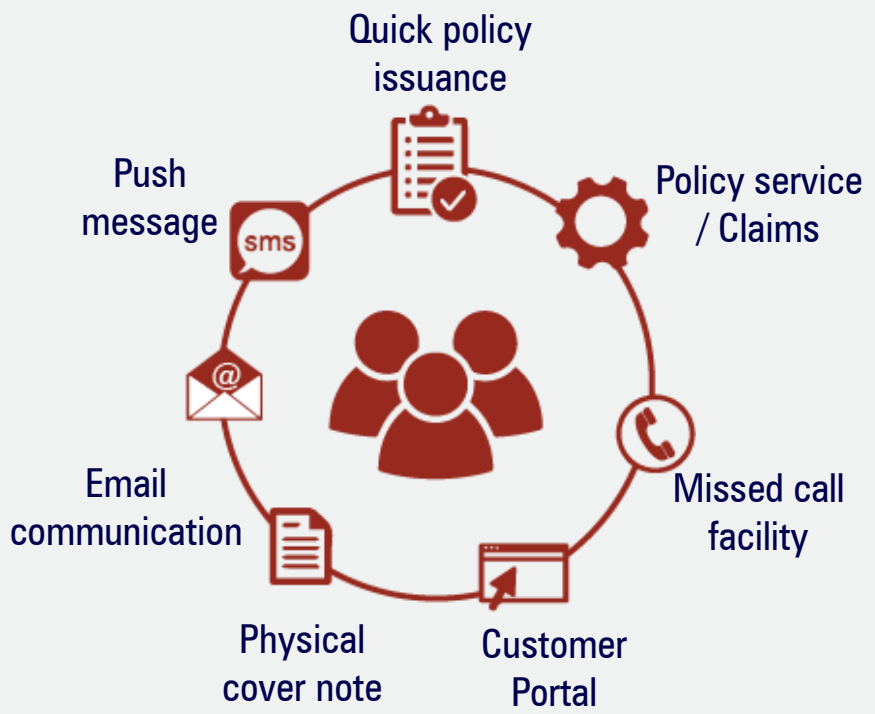 Quick policy
issuance
Policy service
/ Claims
Missed call
facility
Customer
Portal
Physical
cover note
Email
communication
@
Push
message
sms